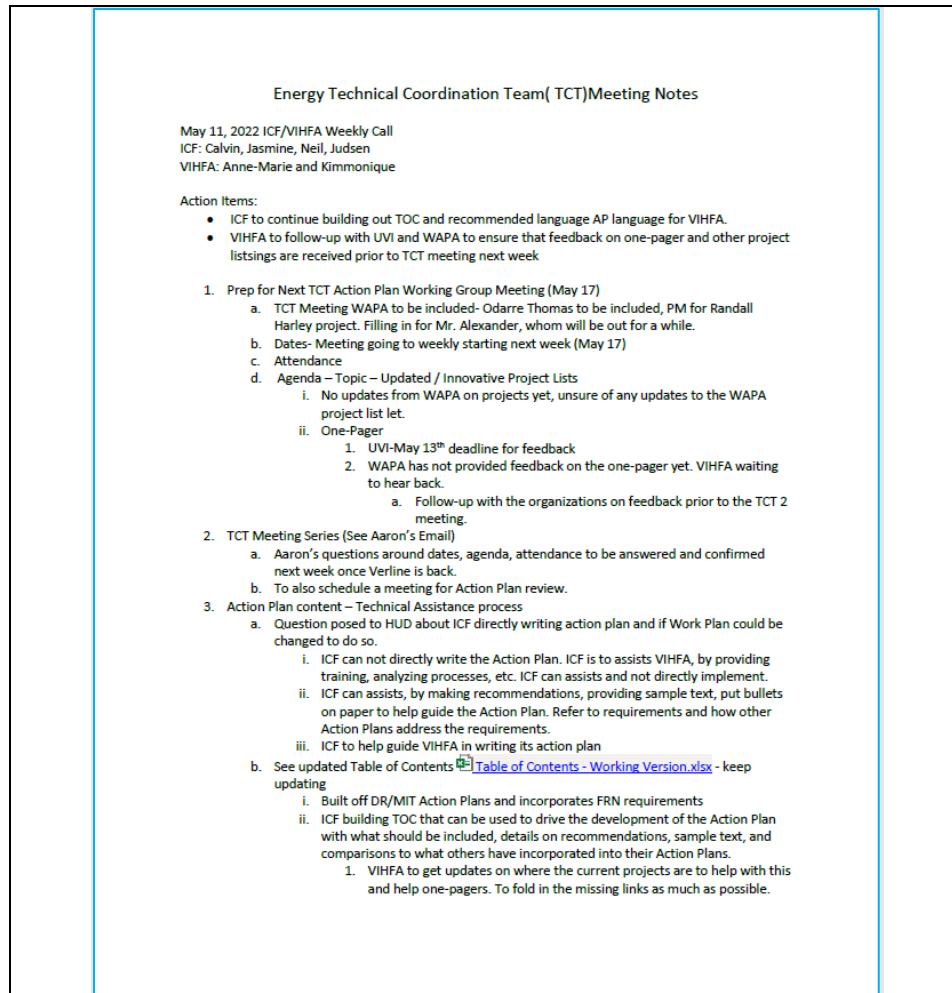 Energy Technical Coordination Team( TCT)Meeting Notes
May 11, 2022 ICF/VIHFA Weekly Call
ICF: Calvin, Jasmine, Neil, Judsen
VIHFA: Anne-Marie and Kimmonique
Action Items:
• ICF to continue building out TOC and recommended language AP language for VIHFA.
• VIHFA to follow-up with UVI and WAPA to ensure that feedback on one-pager and other project
listings are received prior to TCT meeting next week
1. Prep for Next TCT Action Plan Working Group Meeting (May 17)
a. TCT Meeting WAPA to be included- Odarre Thomas to be included, PM for Randall
Harley project. Filling in for Mr. Alexander, whom will be out for a while.
b. Dates- Meeting going to weekly starting next week (May 17)
c. Attendance
d. Agenda – Topic – Updated / Innovative Project Lists
i. No updates from WAPA on projects yet, unsure of any updates to the WAPA
project list let.
ii. One-Pager
1. UVI-May 13th deadline for feedback
2. WAPA has not provided feedback on the one-pager yet. VIHFA waiting
to hear back.
a. Follow-up with the organizations on feedback prior to the TCT 2
meeting.
2. TCT Meeting Series (See Aaron's Email)
a. Aaron's questions around dates, agenda, attendance to be answered and confirmed
next week once Verline is back.
b. To also schedule a meeting for Action Plan review.
3. Action Plan content – Technical Assistance process
a. Question posed to HUD about ICF directly writing action plan and if Work Plan could be
changed to do so.
i. ICF can not directly write the Action Plan. ICF is to assists VIHFA, by providing
training, analyzing processes, etc. ICF can assists and not directly implement.
ii. ICF can assists, by making recommendations, providing sample text, put bullets
on paper to help guide the Action Plan. Refer to requirements and how other
Action Plans address the requirements.
iii. ICF to help guide VIHFA in writing its action plan
b. See updated Table of Contents Table of Contents - Working Version.xlsx - keep
updating
i. Built off DR/MIT Action Plans and incorporates FRN requirements
ii. ICF building TOC that can be used to drive the development of the Action Plan
with what should be included, details on recommendations, sample text, and
comparisons to what others have incorporated into their Action Plans.
1. VIHFA to get updates on where the current projects are to help with this
and help one-pagers. To fold in the missing links as much as possible.